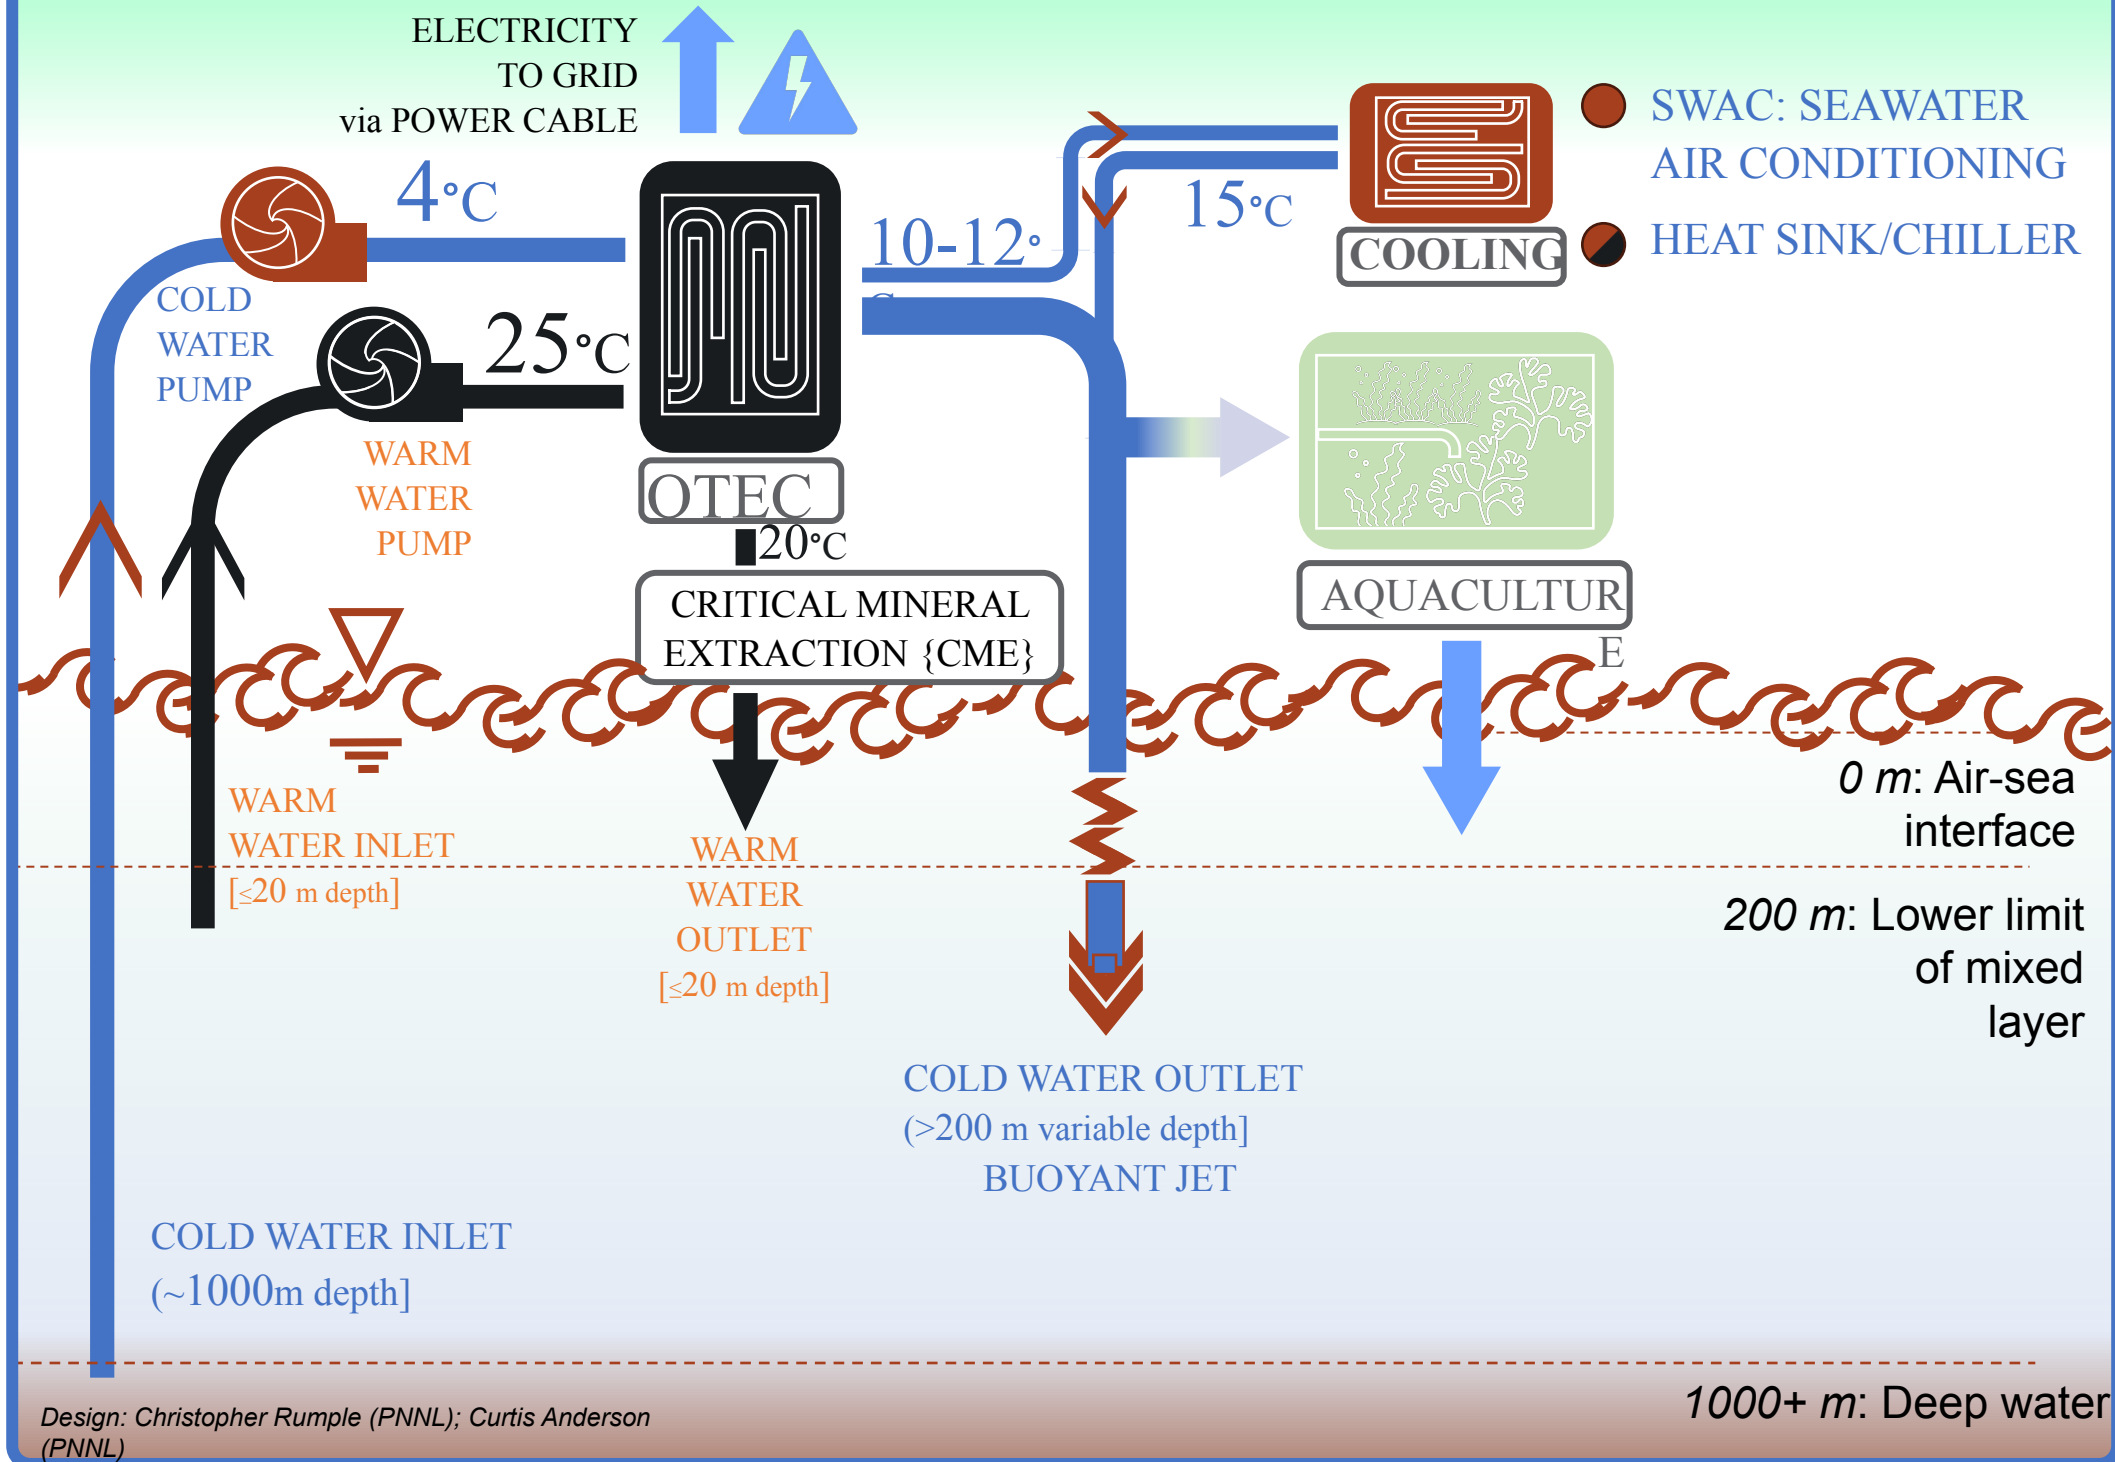 ELECTRICITY
TO GRID
via POWER CABLE
4°C
COLD
WATER
PUMP
25°C
WARM
WATER
PUMP
OTEC
20°C
CRITICAL MINERAL
EXTRACTION {CME}
10-12°
C
15°C
COOLING
SWAC: SEAWATER
AIR CONDITIONING
HEAT SINK/CHILLER
AQUACULTUR
E
WARM
WATER INLET
[≤20 m depth]
WARM
WATER
OUTLET
[≤20 m depth]
0 m: Air-sea
interface
200 m: Lower limit
of mixed
layer
COLD WATER OUTLET
(>200 m variable depth]
BUOYANT JET
COLD WATER INLET
(~1000m depth]
1000+ m: Deep water
Design: Christopher Rumple (PNNL); Curtis Anderson
(PNNL)